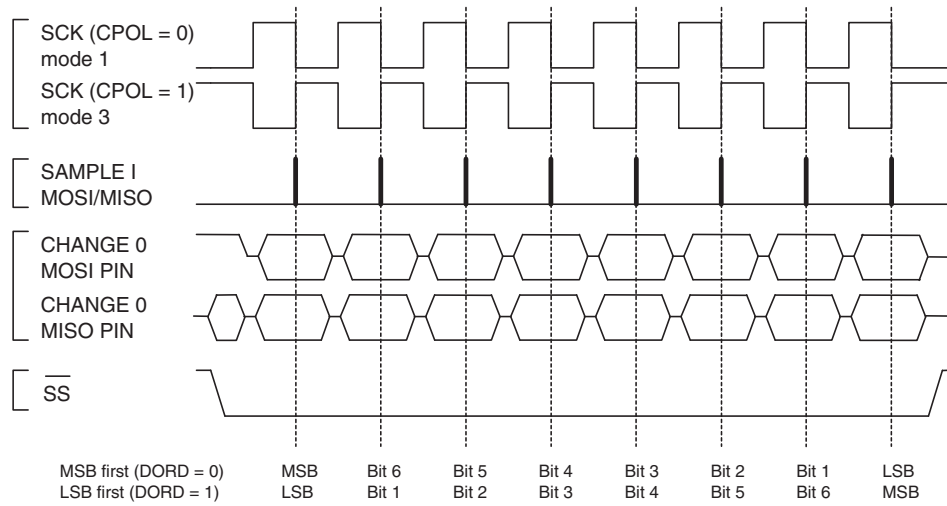 SCK (CPOL = 0)
mode 1
SCK (CPOL = 1)
mode 3
SAMPLE I
MOSI/MISO
CHANGE 0
MOSI PIN
CHANGE 0
MISO PIN
SS
MSB first (DORD = 0) MSB Bit 6 Bit 5 Bit 4 Bit 3 Bit 2 Bit 1 LSB
LSB first (DORD = 1) LSB Bit 1 Bit 2 Bit 3 Bit 4 Bit 5 Bit 6 MSB